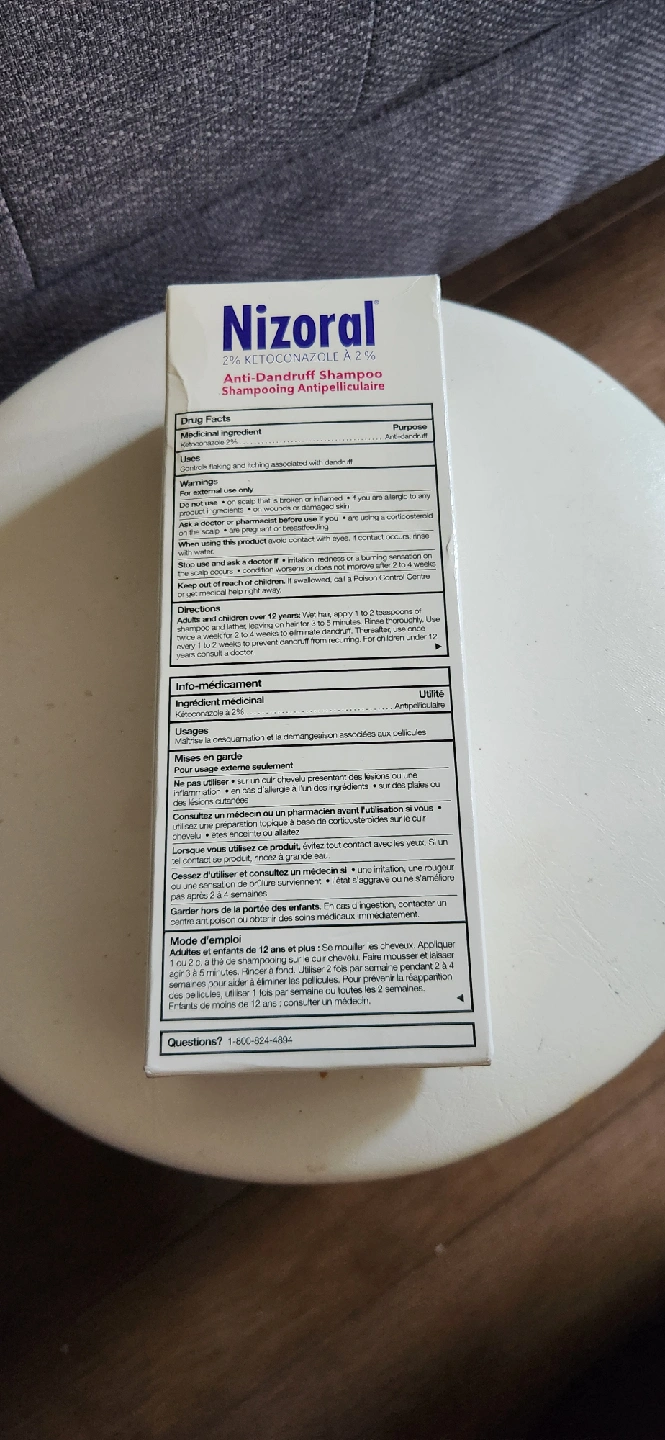 Nizoral®
2% KETOCONAZOLE À 2 %
Anti-Dandruff Shampoo
Shampooing Antipelliculaire
Drug Facts
Medicinal ingredient Purpose
Ketoconazole 2% Anti-dandruff
Uses
Controls flaking and itching associated with dandruff
Warnings
For external use only
Do not use • on scalp that is broken or inflamed • if you are allergic to any
product ingredients • on wounds or damaged skin
Ask a doctor or pharmacist before use if you • are using a corticosteroid
on the scalp • are pregnant or breastfeeding
When using this product avoid contact with eyes. If contact occurs, rinse
with water.
Stop use and ask a doctor if • irritation, redness or a burning sensation on
the scalp occurs • condition worsens or does not improve after 2 to 4 weeks
Keep out of reach of children. If swallowed, call a Poison Control Centre
or get medical help right away.
Directions
Adults and children over 12 years: Wet hair, apply 1 to 2 teaspoons of
shampoo and lather, leaving on hair for 3 to 5 minutes. Rinse thoroughly. Use
twice a week for 2 to 4 weeks to eliminate dandruff. Thereafter, use once
every 1 to 2 weeks to prevent dandruff from recurring. For children under 12
years consult a doctor
Info-médicament
Ingrédient médicinal Utilité
Kétoconazole à 2% Antipelliculaire
Usages
Maîtrise la desquamation et la démangeaison associées aux pellicules
Mises en garde
Pour usage externe seulement
Ne pas utiliser • sur un cuir chevelu présentant des lésions ou une
inflammation • en cas d'allergie à l'un des ingrédients • sur des plaies ou
des lésions cutanées
Consultez un médecin ou un pharmacien avant l'utilisation si vous •
utilisez une préparation topique à base de corticostéroïdes sur le cuir
chevelu • êtes enceinte ou allaitez
Lorsque vous utilisez ce produit, évitez tout contact avec les yeux. Si un
tel contact se produit, rincez à grande eau.
Cessez d'utiliser et consultez un médecin si • une irritation, une rougeur
ou une sensation de brûlure surviennent • l'état s'aggrave ou ne s'améliore
pas après 2 à 4 semaines
Garder hors de la portée des enfants. En cas d'ingestion, contacter un
centre antipoison ou obtenir des soins médicaux immédiatement.
Mode d'emploi
Adultes et enfants de 12 ans et plus : Se mouiller les cheveux. Appliquer
1 ou 2 c. à thé de shampooing sur le cuir chevelu. Faire mousser et laisser
agir 3 à 5 minutes. Rincer à fond. Utiliser 2 fois par semaine pendant 2 à 4
semaines pour aider à éliminer les pellicules. Pour prévenir la réapparition
des pellicules, utiliser 1 fois par semaine ou toutes les 2 semaines.
Enfants de moins de 12 ans : consulter un médecin.
Questions? 1-800-824-4894